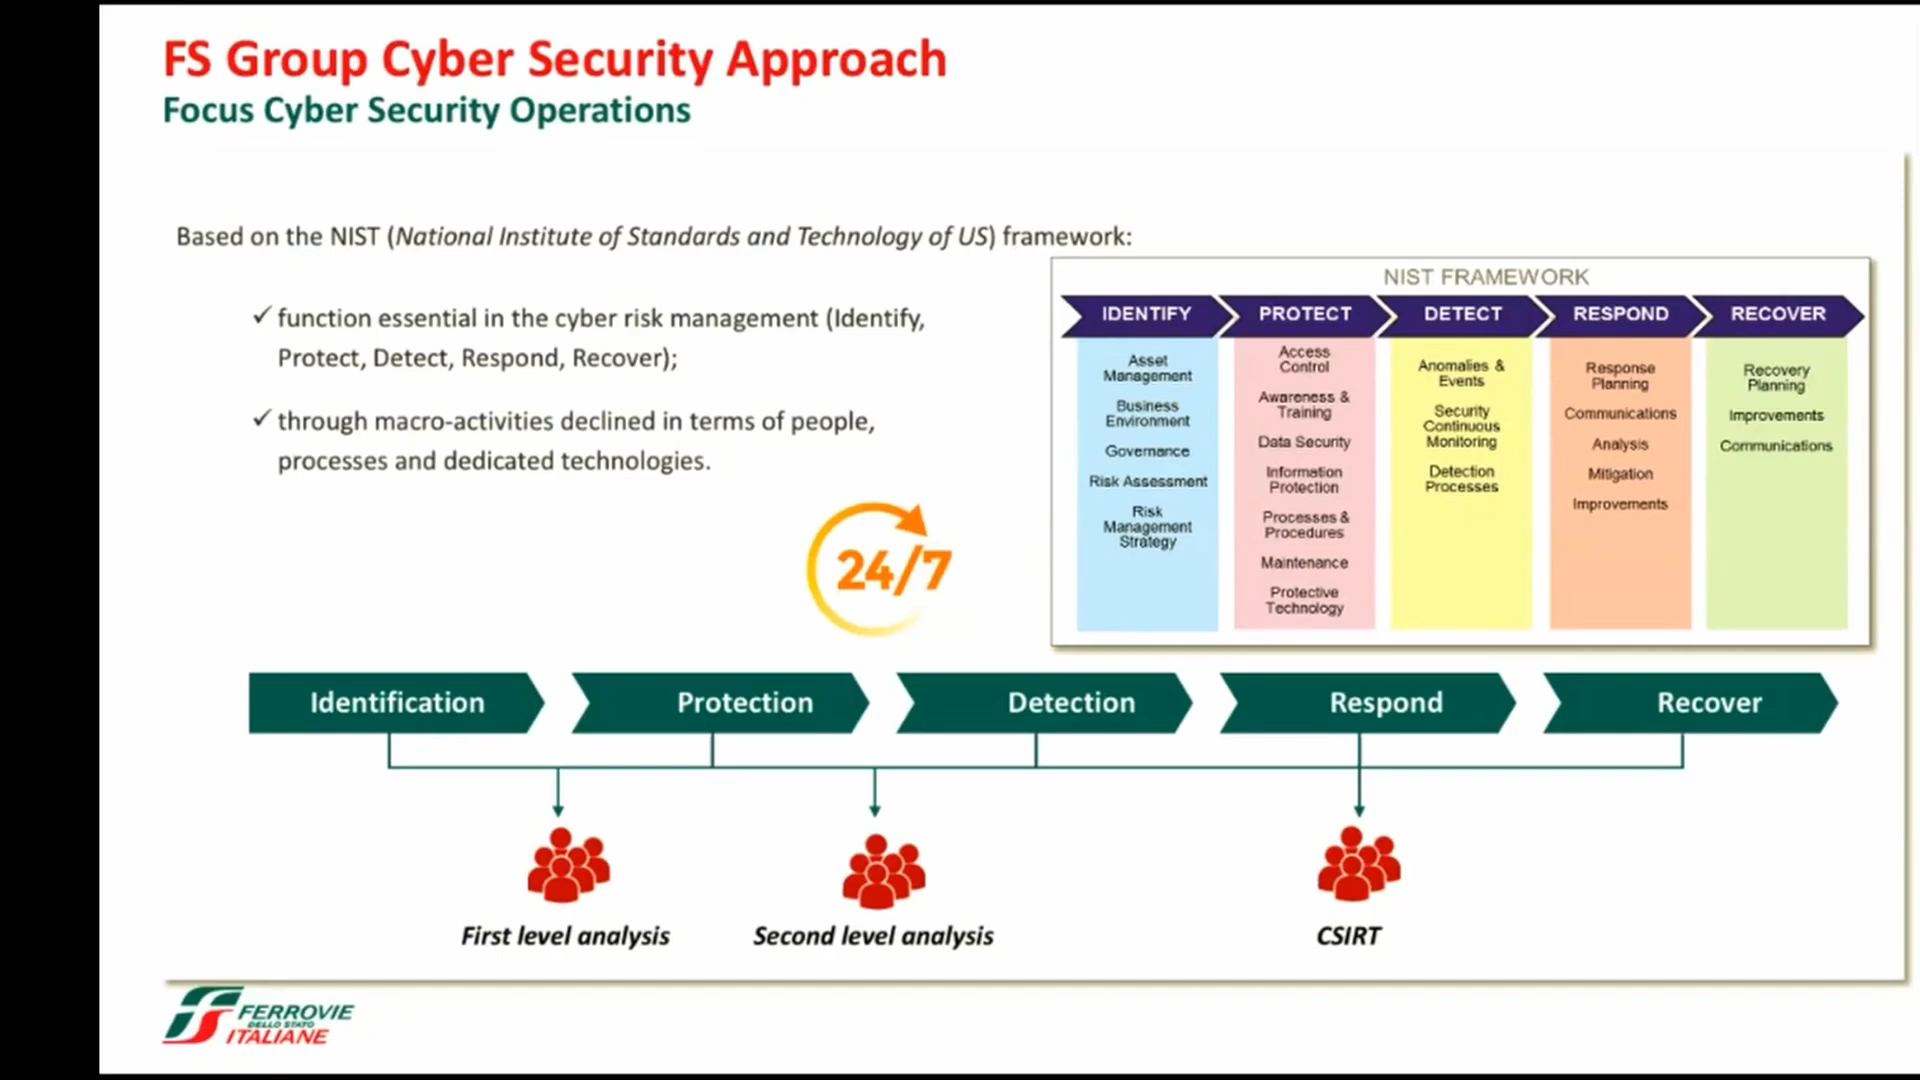 FS Group Cyber Security Approach
Focus Cyber Security Operations
Based on the NIST (National Institute of Standards and Technology of US) framework:
✓ function essential in the cyber risk management (Identify,
Protect, Detect, Respond, Recover);
✓ through macro-activities declined in terms of people,
processes and dedicated technologies.
24/7
NIST FRAMEWORK
IDENTIFY
Asset
Management
Business
Environment
Governance
Risk Assessment
Risk
Management
Strategy
PROTECT
Access
Control
Awareness &
Training
Data Security
Information
Protection
Processes &
Procedures
Maintenance
Protective
Technology
DETECT
Anomalies &
Events
Security
Continuous
Monitoring
Detection
Processes
RESPOND
Response
Planning
Communications
Analysis
Mitigation
Improvements
RECOVER
Recovery
Planning
Improvements
Communications
Identification
Protection
Detection
Respond
Recover
First level analysis
Second level analysis
CSIRT
FERROVIE
DELLO STATO
ITALIANE